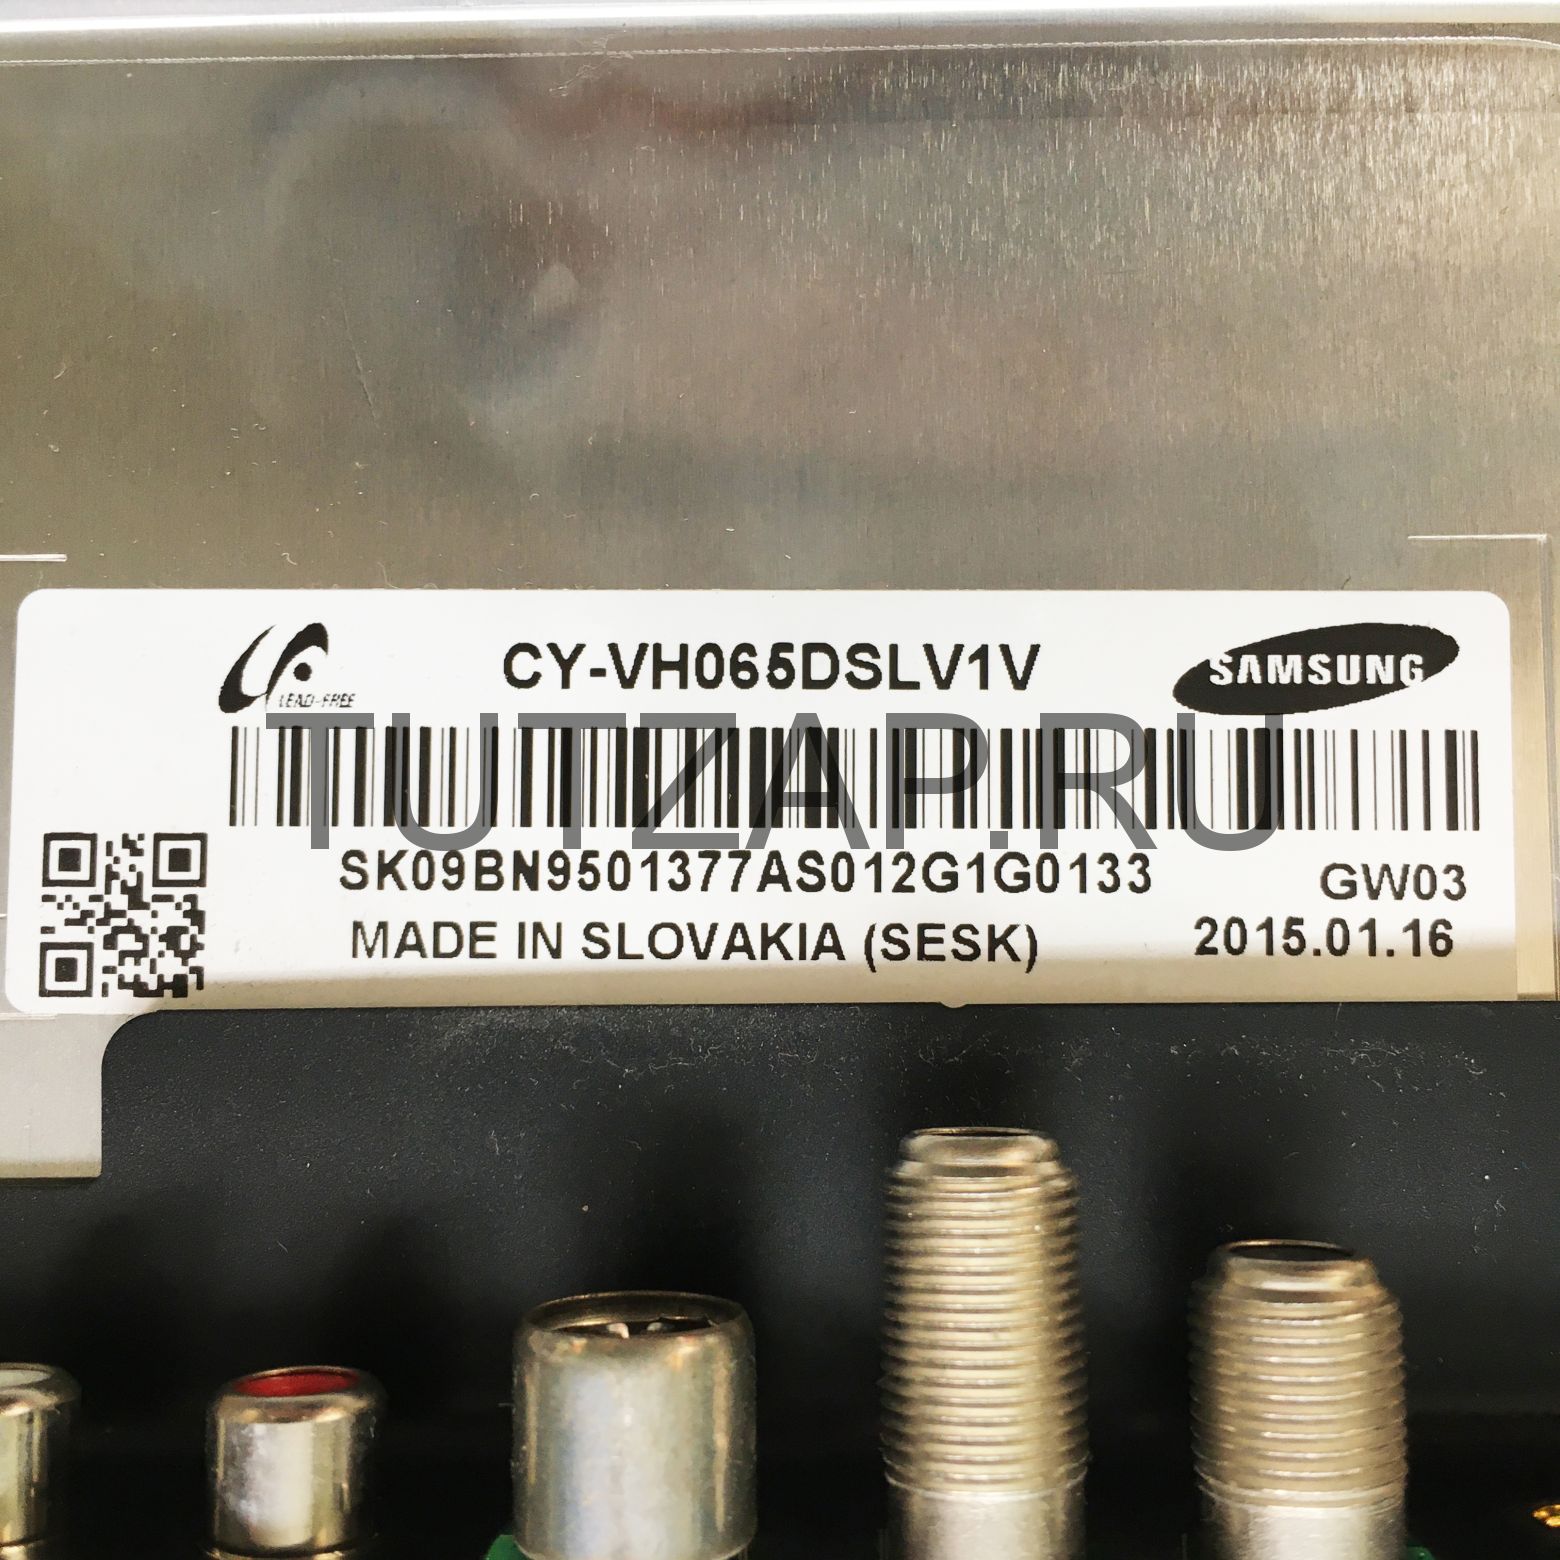 LEAD-FREE
CY-VH065DSLV1V
SAMSUNG
TUTZAP.RU
SK09BN9501377AS012G1G0133
GW03
MADE IN SLOVAKIA (SESK)
2015.01.16